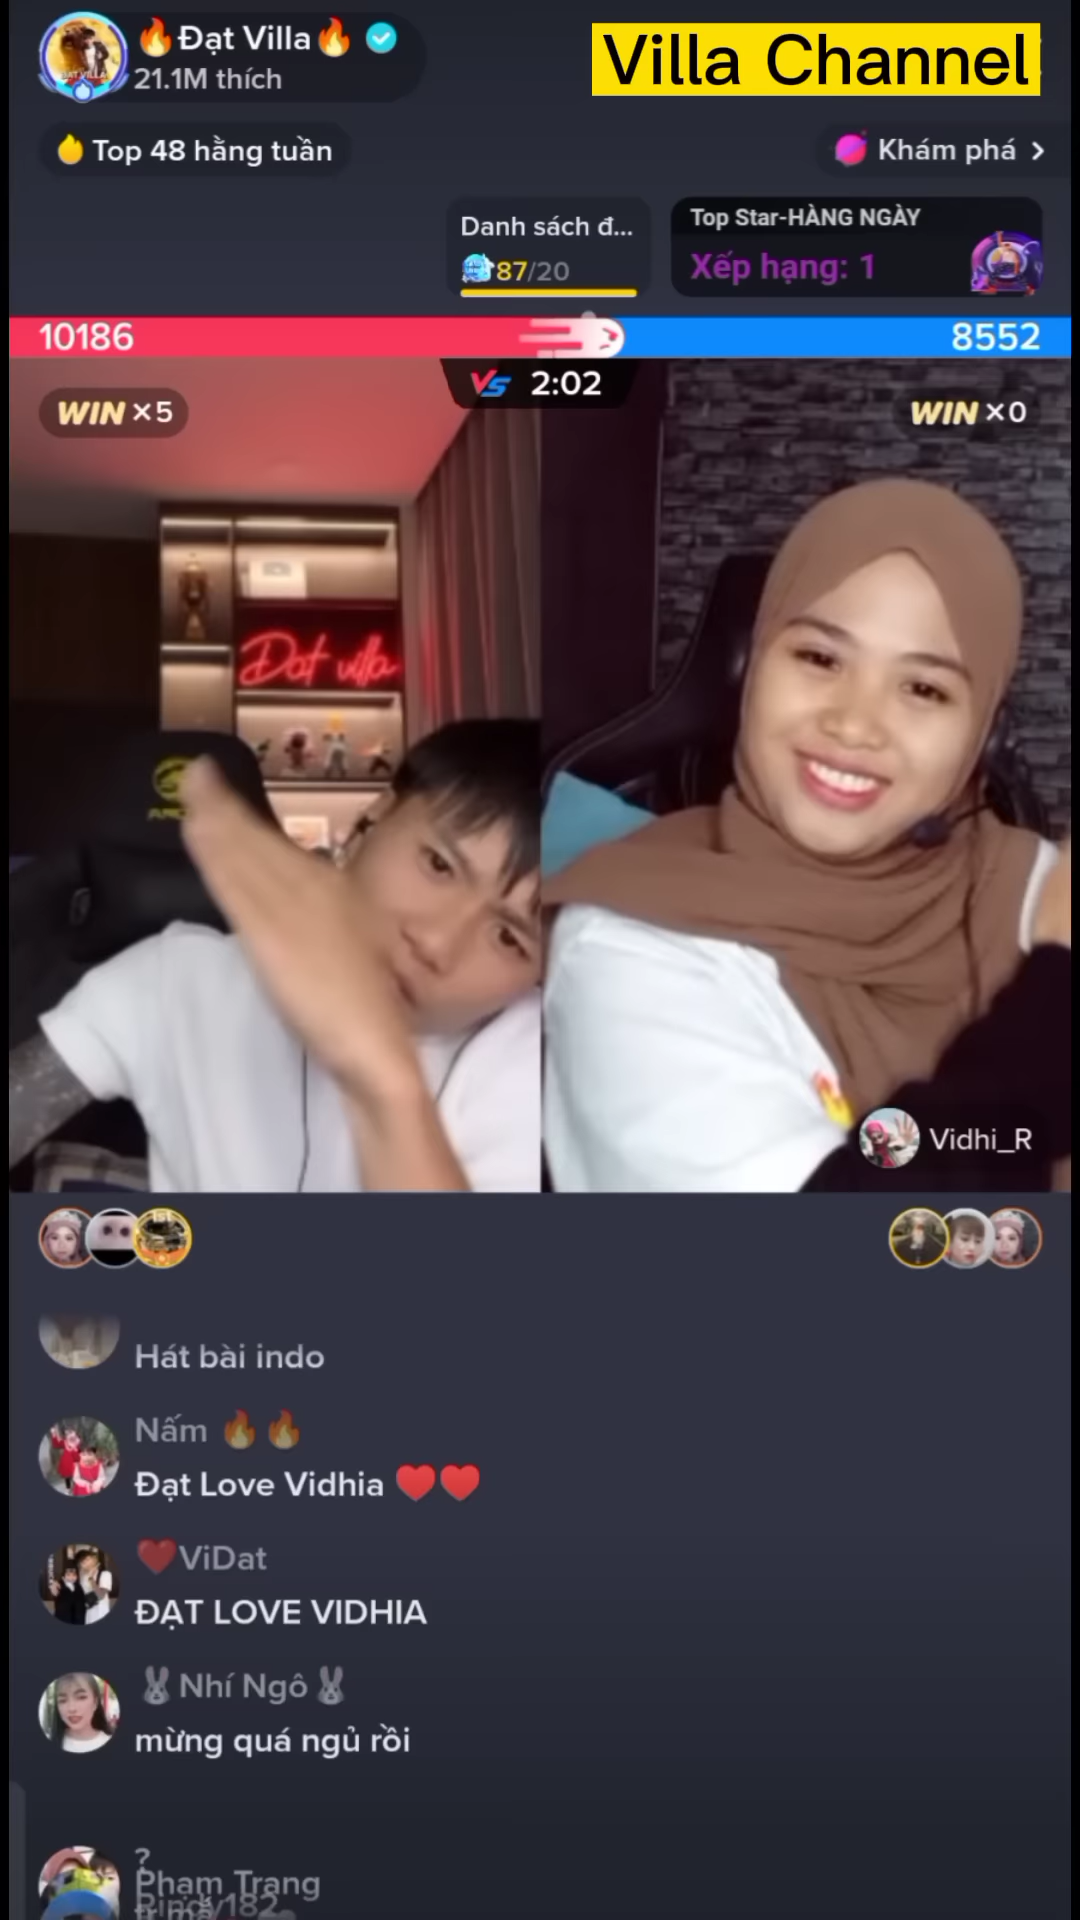 🔥Đạt Villa🔥
21.1M thích
Villa Channel
Top 48 hằng tuần
Khám phá >
Danh sách đ...
87/20
Top Star-HÀNG NGÀY
Xếp hạng: 1
10186
8552
VS 2:02
WIN ×5
WIN ×0
Đat villa
Vidhi_R
Hát bài indo
Nấm 🔥🔥
Đạt Love Vidhia ♥️♥️
❤️ViDat
ĐẠT LOVE VIDHIA
🐰Nhí Ngô🐰
mừng quá ngủ rồi
?
Phạm Trang
Rindy182